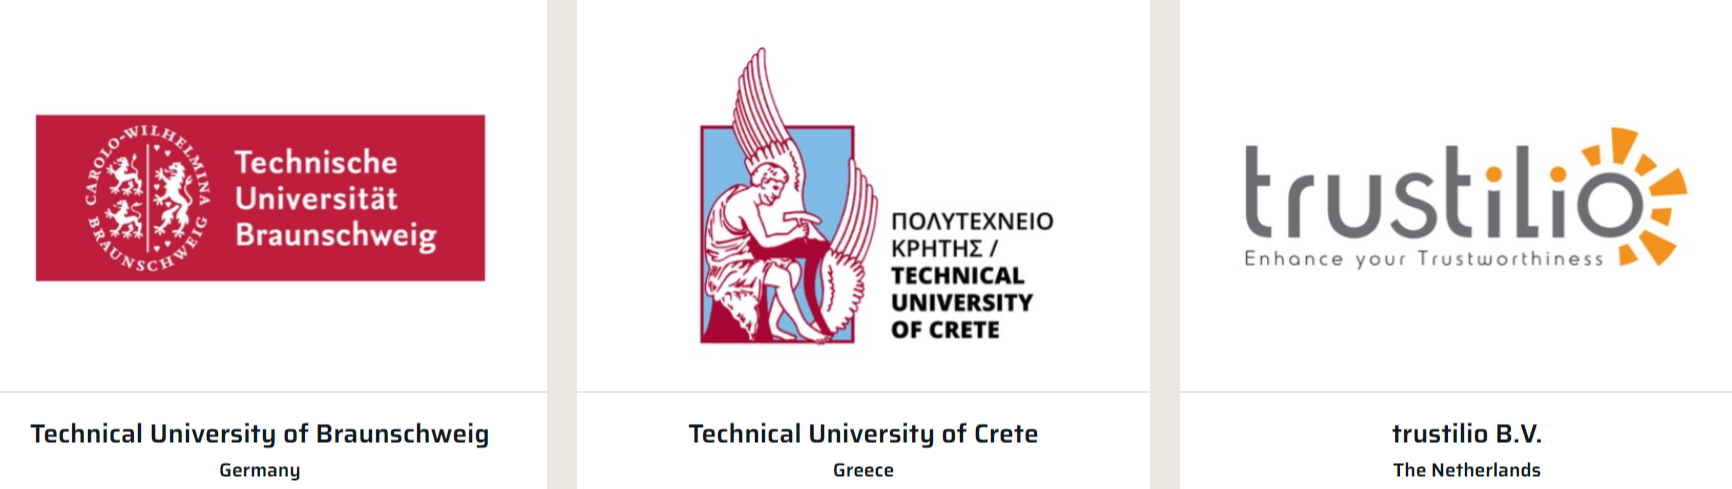 CAROLO-WILHELMINA
BRAUNSCHWEIG
Technische
Universität
Braunschweig
Technical University of Braunschweig
Germany
ΠΟΛΥΤΕΧΝΕΙΟ
ΚΡΗΤΗΣ /
TECHNICAL
UNIVERSITY
OF CRETE
Technical University of Crete
Greece
trustilio
Enhance your Trustworthiness
trustilio B.V.
The Netherlands